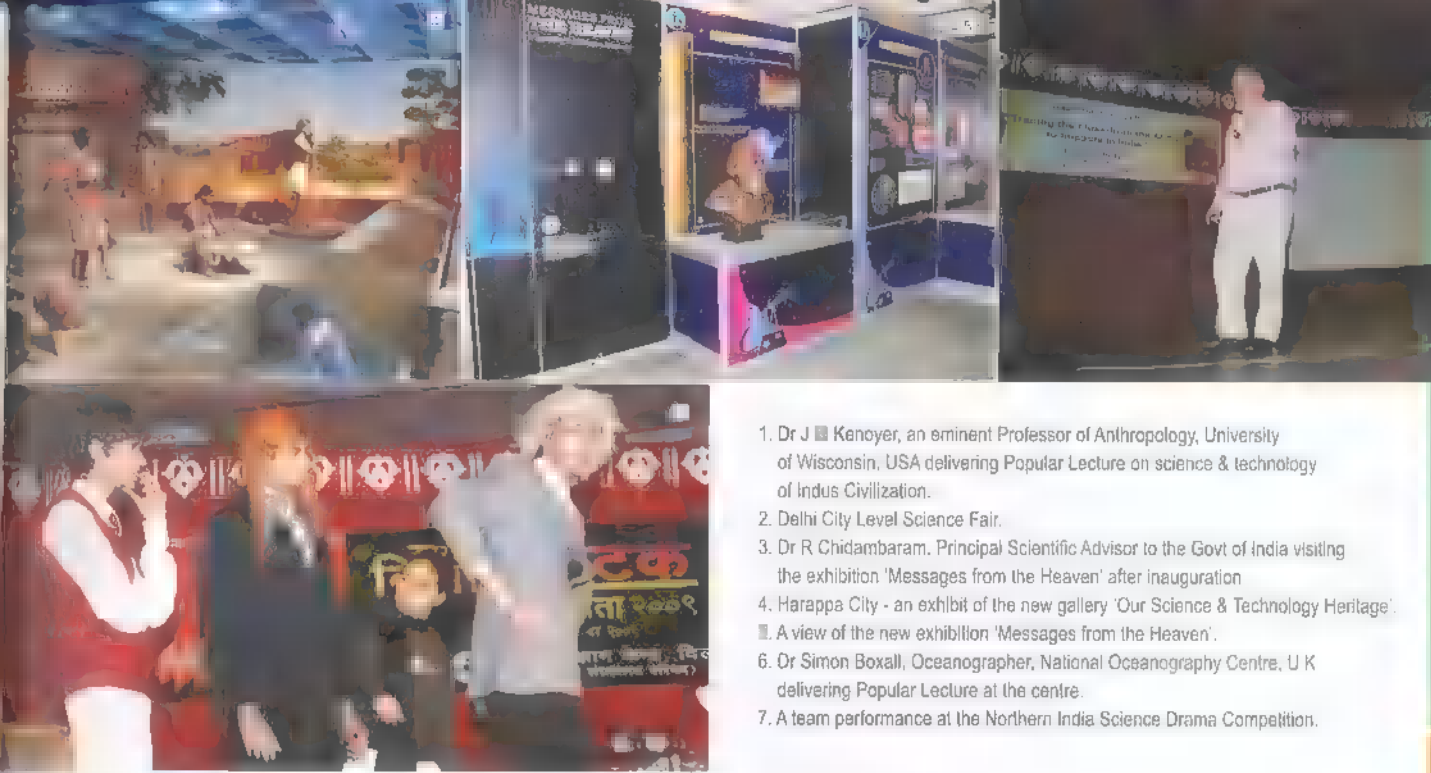 MESSAGES FROM
1. Dr J Kenoyer, an eminent Professor of Anthropology, University
of Wisconsin, USA delivering Popular Lecture on science & technology
of Indus Civilization.
2. Delhi City Level Science Fair.
3. Dr R Chidambaram, Principal Scientific Advisor to the Govt of India visiting
the exhibition 'Messages from the Heaven' after inauguration
4. Harappa City - an exhibit of the new gallery 'Our Science & Technology Heritage'.
. A view of the new exhibition 'Messages from the Heaven'.
6. Dr Simon Boxall, Oceanographer, National Oceanography Centre, U K
delivering Popular Lecture at the centre.
7. A team performance at the Northern India Science Drama Competition.